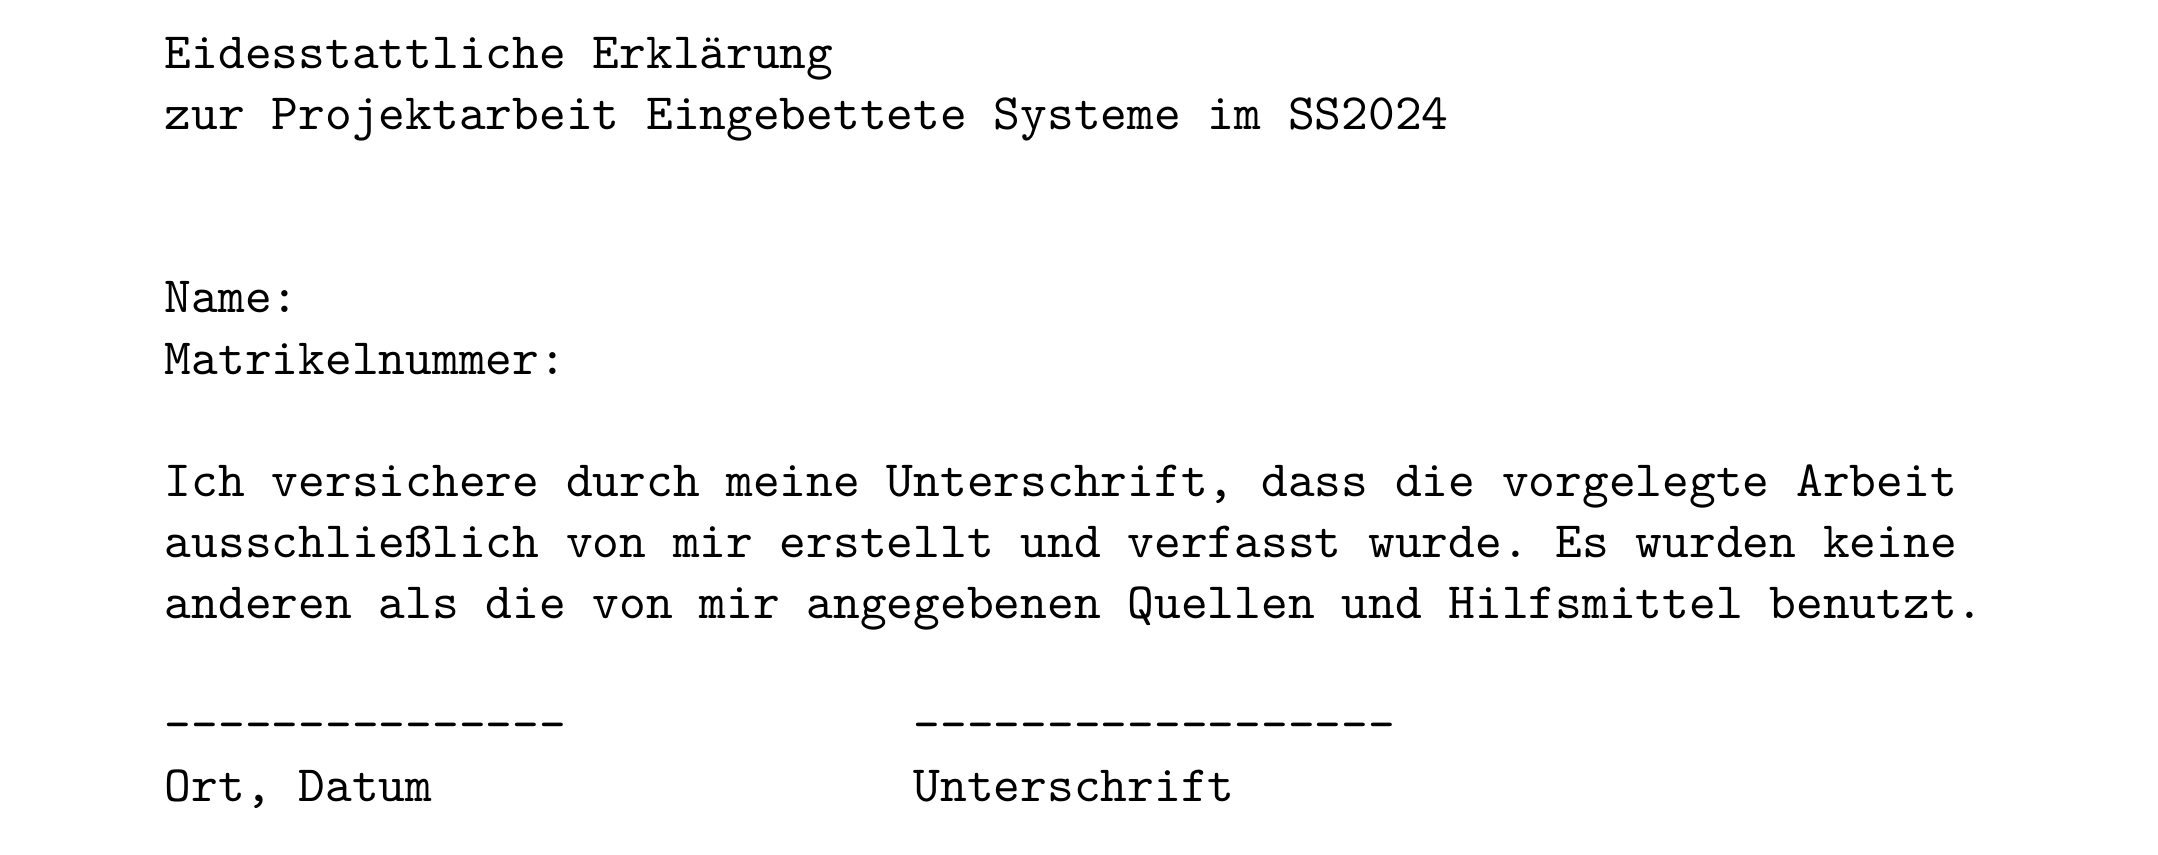 Eidesstattliche Erklärung
zur Projektarbeit Eingebettete Systeme im SS2024
Name:
Matrikelnummer:
Ich versichere durch meine Unterschrift, dass die vorgelegte Arbeit
ausschließlich von mir erstellt und verfasst wurde. Es wurden keine
anderen als die von mir angegebenen Quellen und Hilfsmittel benutzt.
--------------- ------------------
Ort, Datum Unterschrift